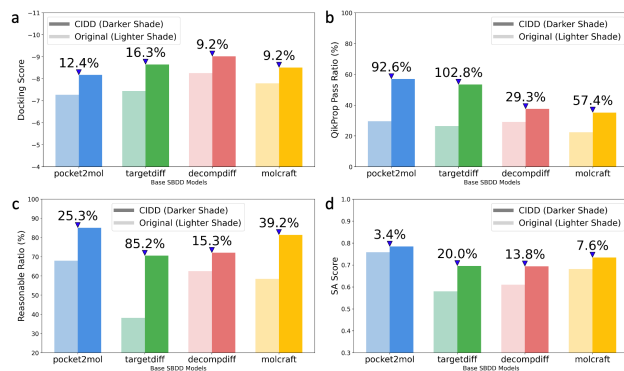 a
CIDD (Darker Shade)
Original (Lighter Shade)
Docking Score
−11
−10
−9
−8
−7
−6
−5
−4
12.4%
16.3%
9.2%
9.2%
pocket2mol
targetdiff
decompdiff
molcraft
Base SBDD Models
b
CIDD (Darker Shade)
Original (Lighter Shade)
QikProp Pass Ratio (%)
100
80
60
40
20
0
92.6%
102.8%
29.3%
57.4%
pocket2mol
targetdiff
decompdiff
molcraft
Base SBDD Models
c
CIDD (Darker Shade)
Original (Lighter Shade)
Reasonable Ratio (%)
100
90
80
70
60
50
40
30
20
25.3%
85.2%
15.3%
39.2%
pocket2mol
targetdiff
decompdiff
molcraft
Base SBDD Models
d
CIDD (Darker Shade)
Original (Lighter Shade)
SA Score
1.0
0.9
0.8
0.7
0.6
0.5
0.4
0.3
3.4%
20.0%
13.8%
7.6%
pocket2mol
targetdiff
decompdiff
molcraft
Base SBDD Models